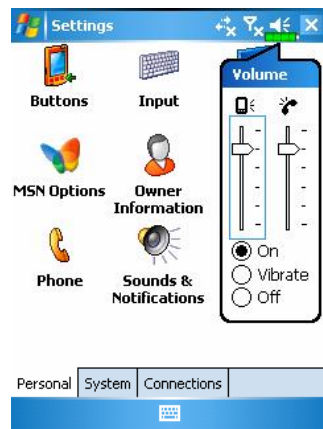 Settings
Volume
Buttons
Input
MSN Options
Owner
Information
On
Vibrate
Off
Phone
Sounds &
Notifications
Personal
System
Connections